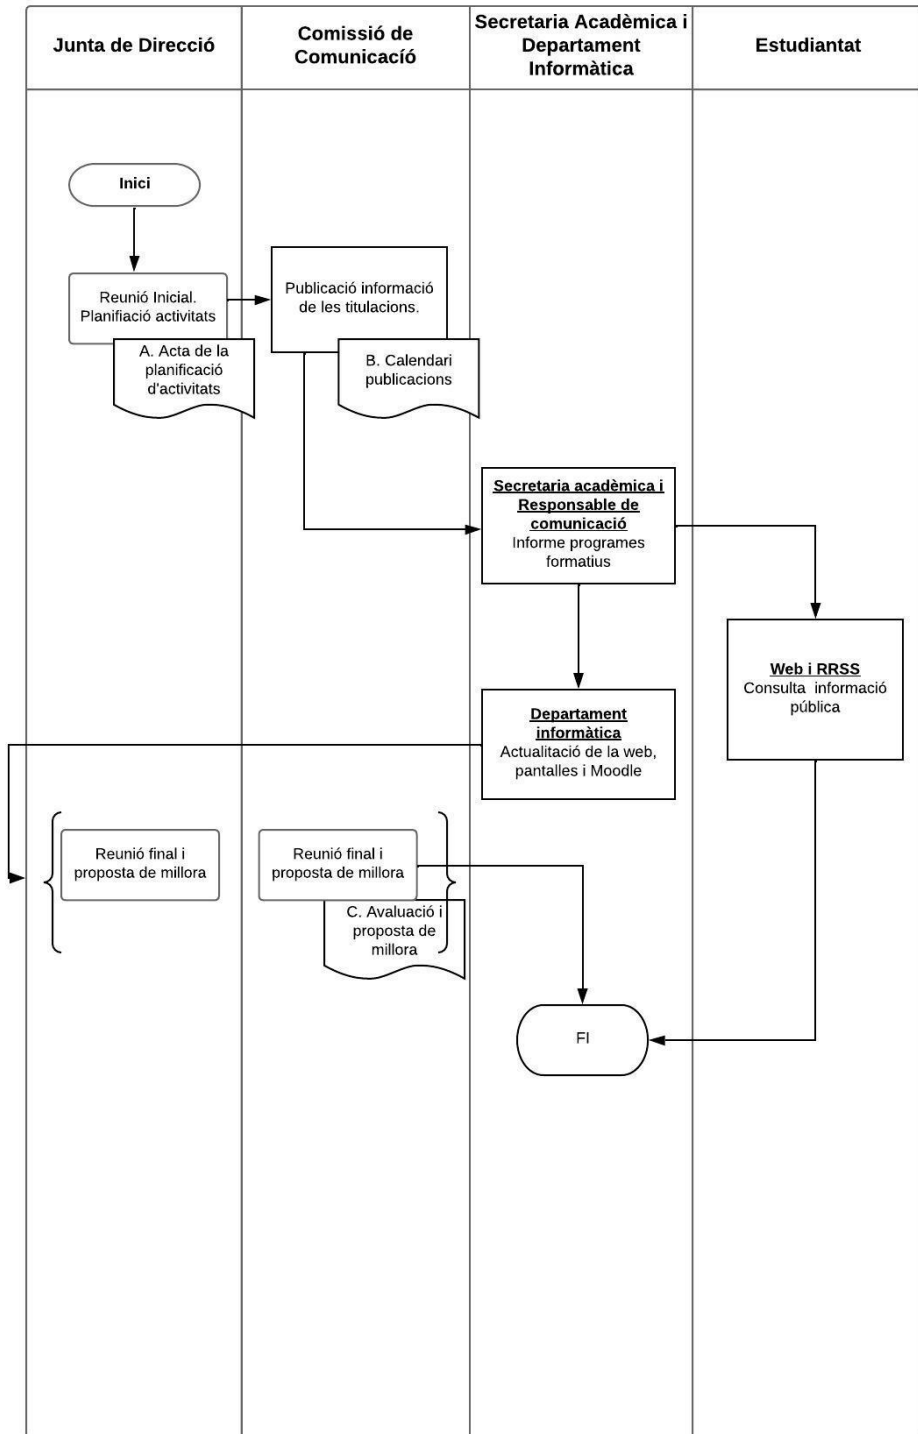 Junta de Direcció
Comissió de
Comunicacíó
Secretaria Acadèmica i
Departament
Informàtica
Estudiantat
Inici
Reunió Inicial.
Planifiació activitats
A. Acta de la
planificació
d'activitats
Publicació informació
de les titulacions.
B. Calendari
publicacions
Secretaria acadèmica i
Responsable de
comunicació
Informe programes
formatius
Web i RRSS
Consulta informació
pública
Departament
informàtica
Actualitació de la web,
pantalles i Moodle
Reunió final i
proposta de millora
Reunió final i
proposta de millora
C. Avaluació i
proposta de
millora
FI